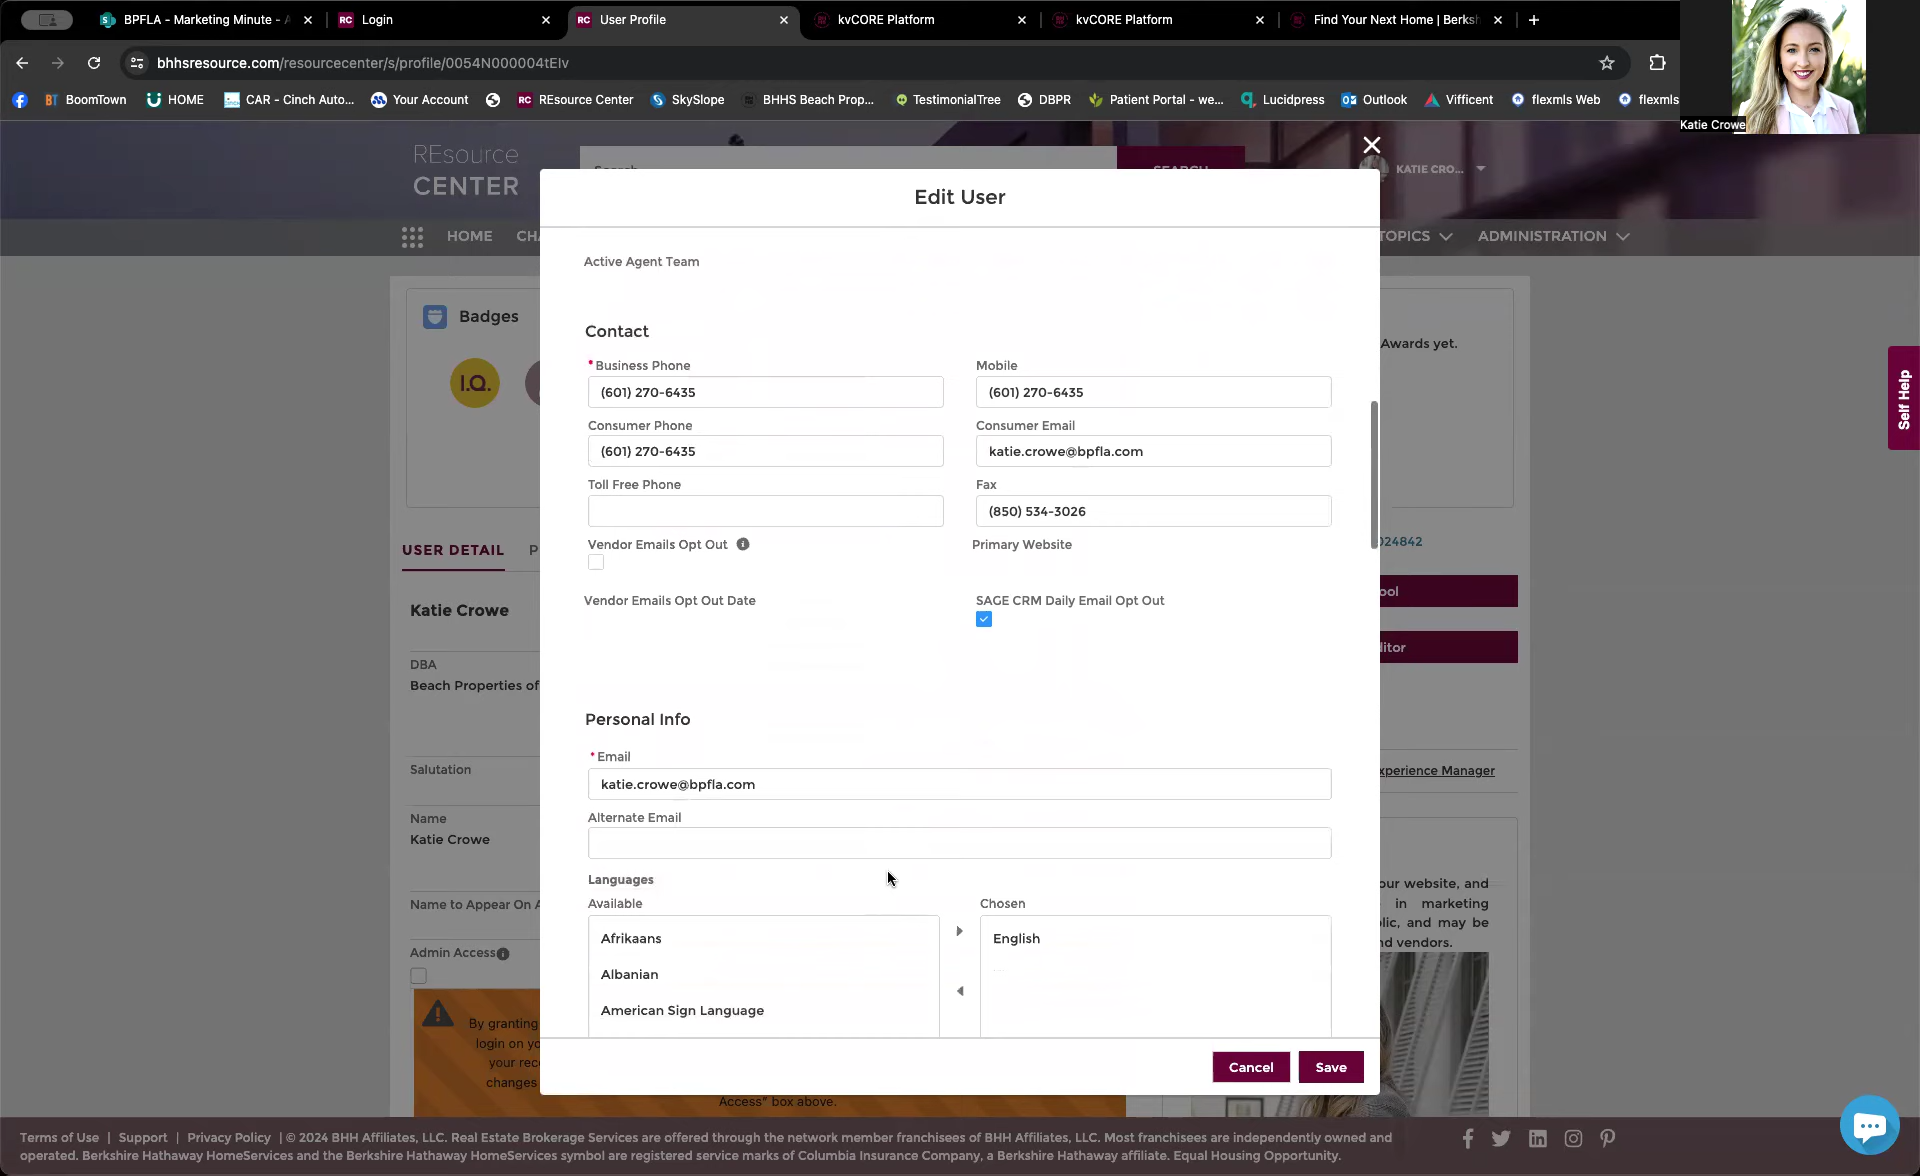 BPFLA - Marketing Minute - A
Login
User Profile
kvCORE Platform
kvCORE Platform
Find Your Next Home | Berksh
bhhsresource.com/resourcecenter/s/profile/0054N000004tElv
BoomTown
HOME
CAR - Cinch Auto...
Your Account
REsource Center
SkySlope
BHHS Beach Prop...
TestimonialTree
DBPR
Patient Portal - we...
Lucidpress
Outlook
Vifficent
flexmls Web
flexmls
Katie Crowe
REsource
CENTER
Search...
SEARCH
KATIE CRO...
HOME
CHA
TOPICS
ADMINISTRATION
Edit User
Active Agent Team
Badges
I.Q.
Awards yet.
Contact
* Business Phone
(601) 270-6435
Mobile
(601) 270-6435
Consumer Phone
(601) 270-6435
Consumer Email
katie.crowe@bpfla.com
Toll Free Phone
Fax
(850) 534-3026
Vendor Emails Opt Out
Primary Website
Vendor Emails Opt Out Date
SAGE CRM Daily Email Opt Out
Self Help
USER DETAIL
P
024842
ool
ditor
Katie Crowe
DBA
Beach Properties of
Personal Info
* Email
katie.crowe@bpfla.com
Alternate Email
Languages
Available
Afrikaans
Albanian
American Sign Language
Chosen
English
Salutation
xperience Manager
Name
Katie Crowe
Name to Appear On A
Admin Access
our website, and
in marketing
lic, and may be
nd vendors.
By granting
login on yo
your reco
changes
Access" box above.
Cancel
Save
Terms of Use | Support | Privacy Policy | © 2024 BHH Affiliates, LLC. Real Estate Brokerage Services are offered through the network member franchisees of BHH Affiliates, LLC. Most franchisees are independently owned and
operated. Berkshire Hathaway HomeServices and the Berkshire Hathaway HomeServices symbol are registered service marks of Columbia Insurance Company, a Berkshire Hathaway affiliate. Equal Housing Opportunity.